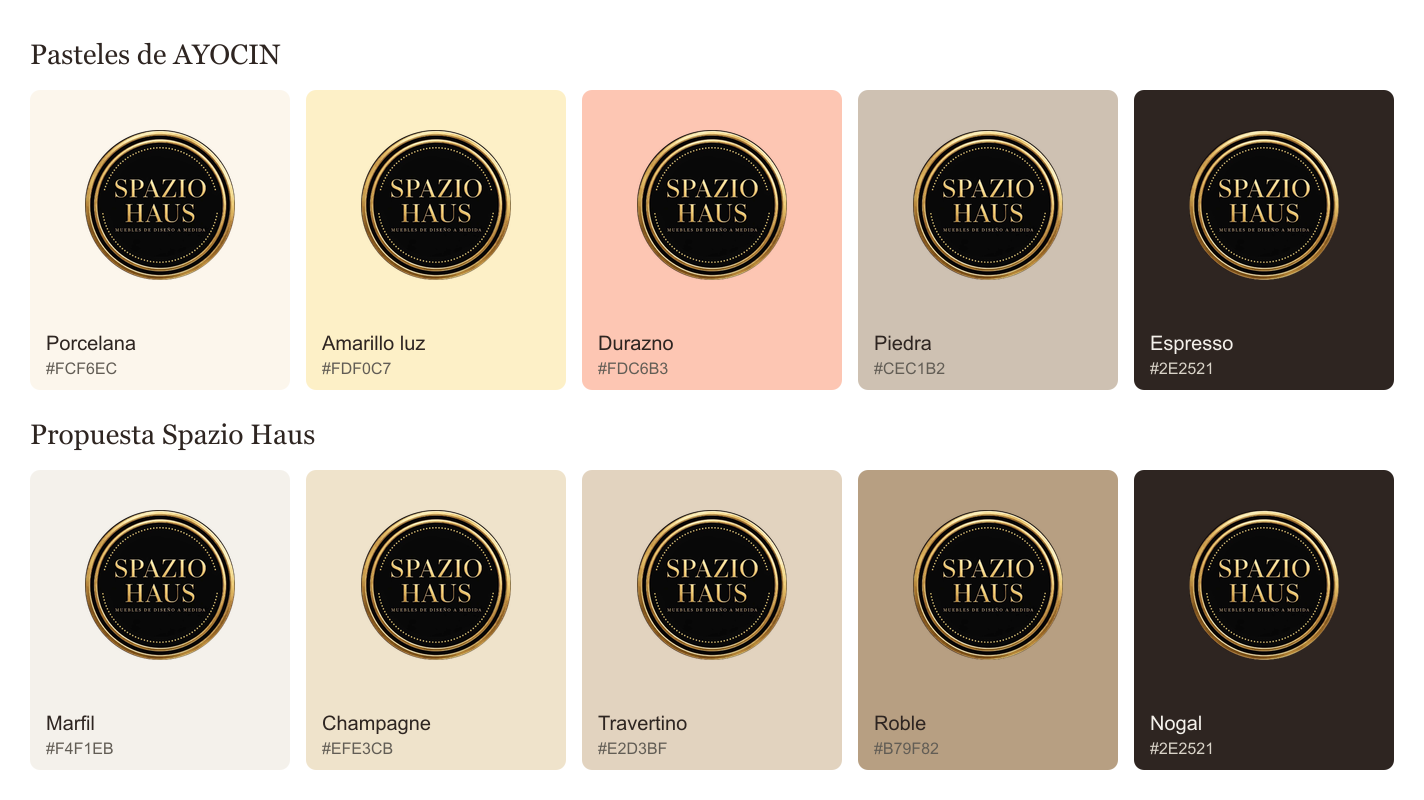 Pasteles de AYOCIN
SPAZIO
HAUS
MUEBLES DE DISEÑO A MEDIDA
Porcelana
#FCF6EC
SPAZIO
HAUS
MUEBLES DE DISEÑO A MEDIDA
Amarillo luz
#FDF0C7
SPAZIO
HAUS
MUEBLES DE DISEÑO A MEDIDA
Durazno
#FDC6B3
SPAZIO
HAUS
MUEBLES DE DISEÑO A MEDIDA
Piedra
#CEC1B2
SPAZIO
HAUS
MUEBLES DE DISEÑO A MEDIDA
Espresso
#2E2521
Propuesta Spazio Haus
SPAZIO
HAUS
MUEBLES DE DISEÑO A MEDIDA
Marfil
#F4F1EB
SPAZIO
HAUS
MUEBLES DE DISEÑO A MEDIDA
Champagne
#EFE3CB
SPAZIO
HAUS
MUEBLES DE DISEÑO A MEDIDA
Travertino
#E2D3BF
SPAZIO
HAUS
MUEBLES DE DISEÑO A MEDIDA
Roble
#B79F82
SPAZIO
HAUS
MUEBLES DE DISEÑO A MEDIDA
Nogal
#2E2521